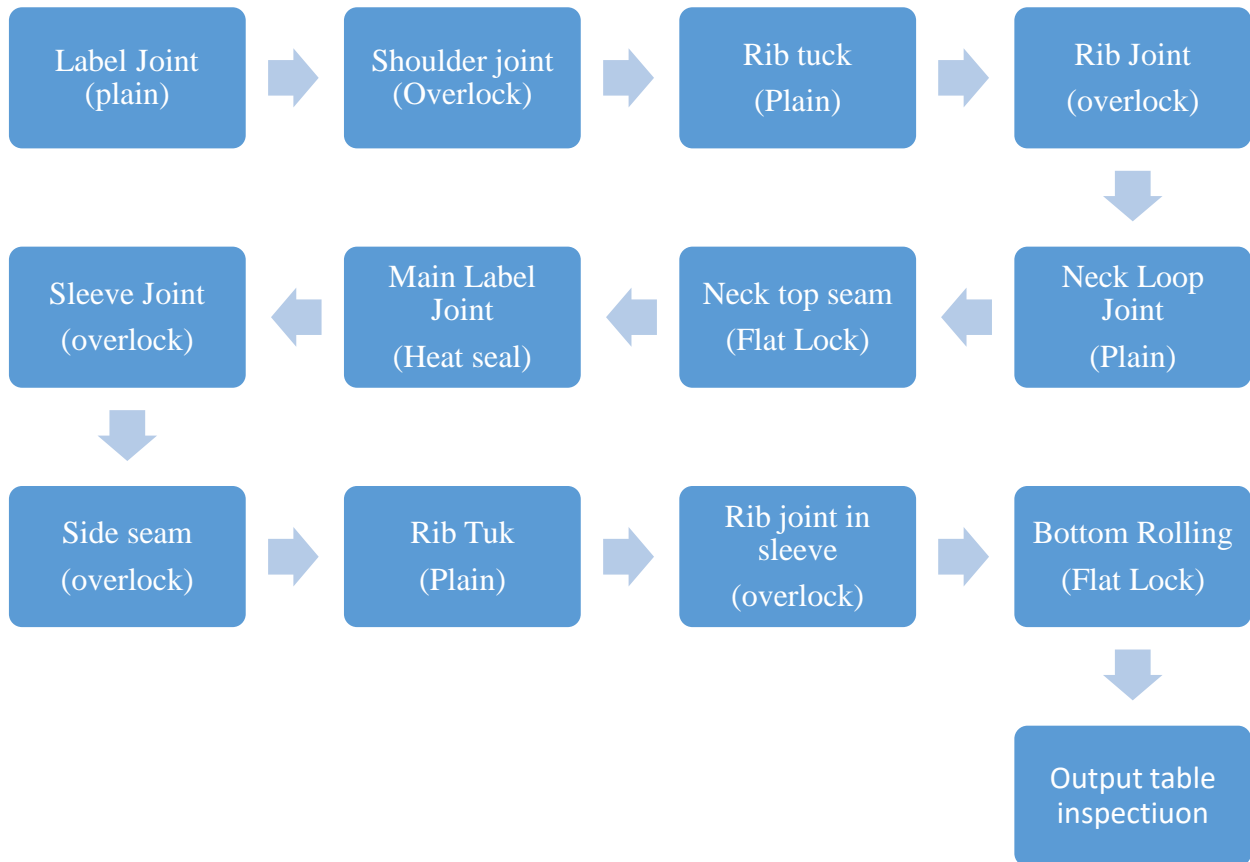 Label Joint
(plain)
Shoulder joint
(Overlock)
Rib tuck
(Plain)
Rib Joint
(overlock)
Neck Loop
Joint
(Plain)
Neck top seam
(Flat Lock)
Main Label
Joint
(Heat seal)
Sleeve Joint
(overlock)
Side seam
(overlock)
Rib Tuk
(Plain)
Rib joint in
sleeve
(overlock)
Bottom Rolling
(Flat Lock)
Output table
inspectiuon